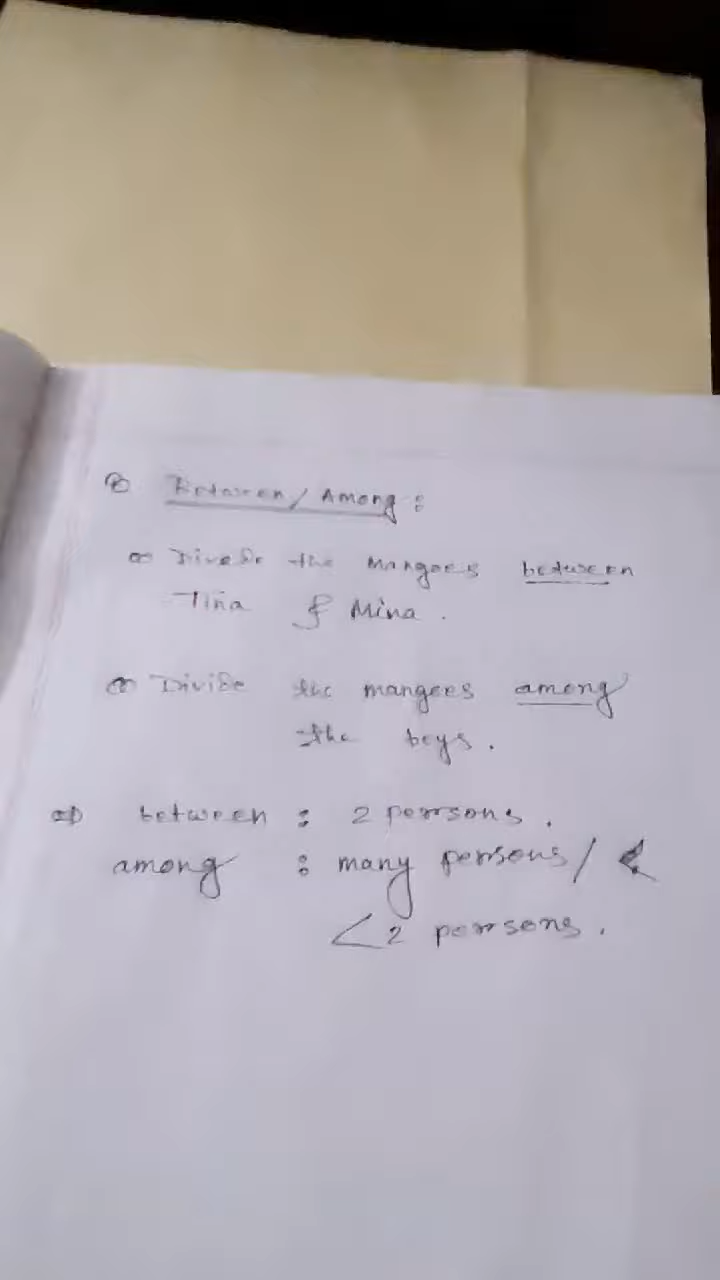 Between / Among :
Divide the mangoes between
Tina & Mina .
Divide the mangoes among
the boys .
⇒ between : 2 persons .
among : many persons /
< 2 persons .